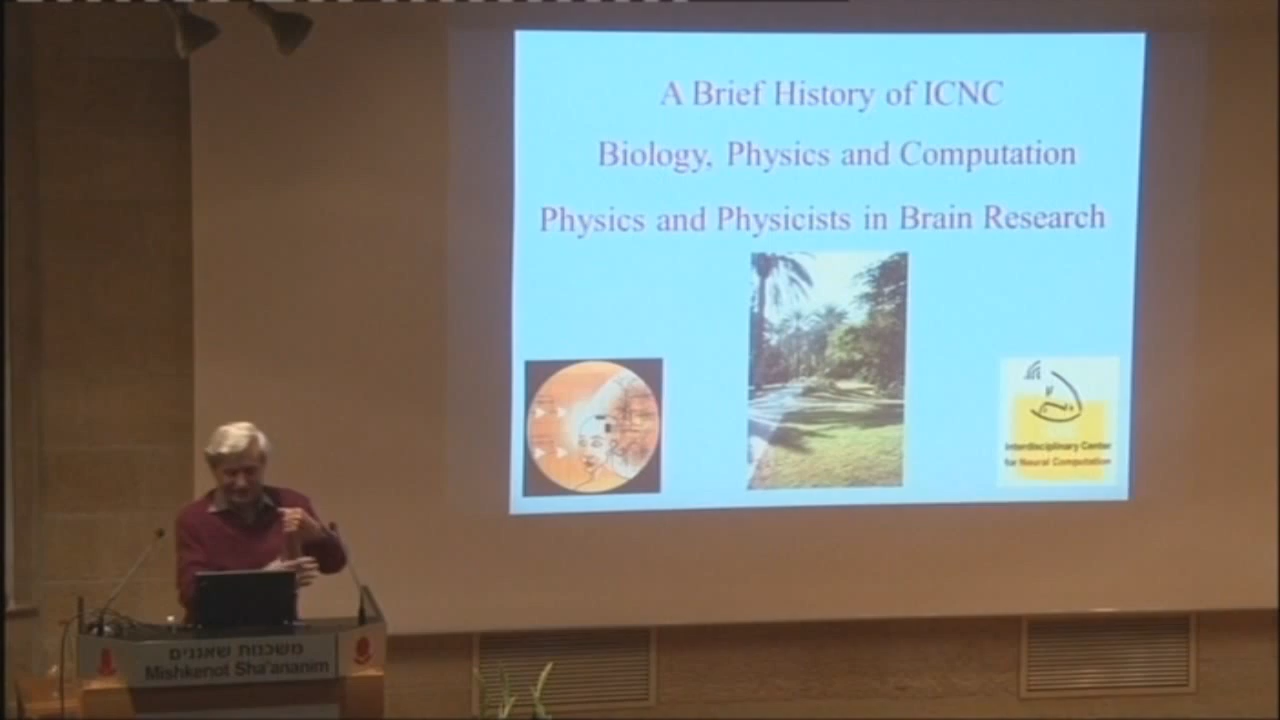 A Brief History of ICNC
Biology, Physics and Computation
Physics and Physicists in Brain Research
Interdisciplinary Center
for Neural Computation
משכנות שאננים
Mishkenot Sha'ananim